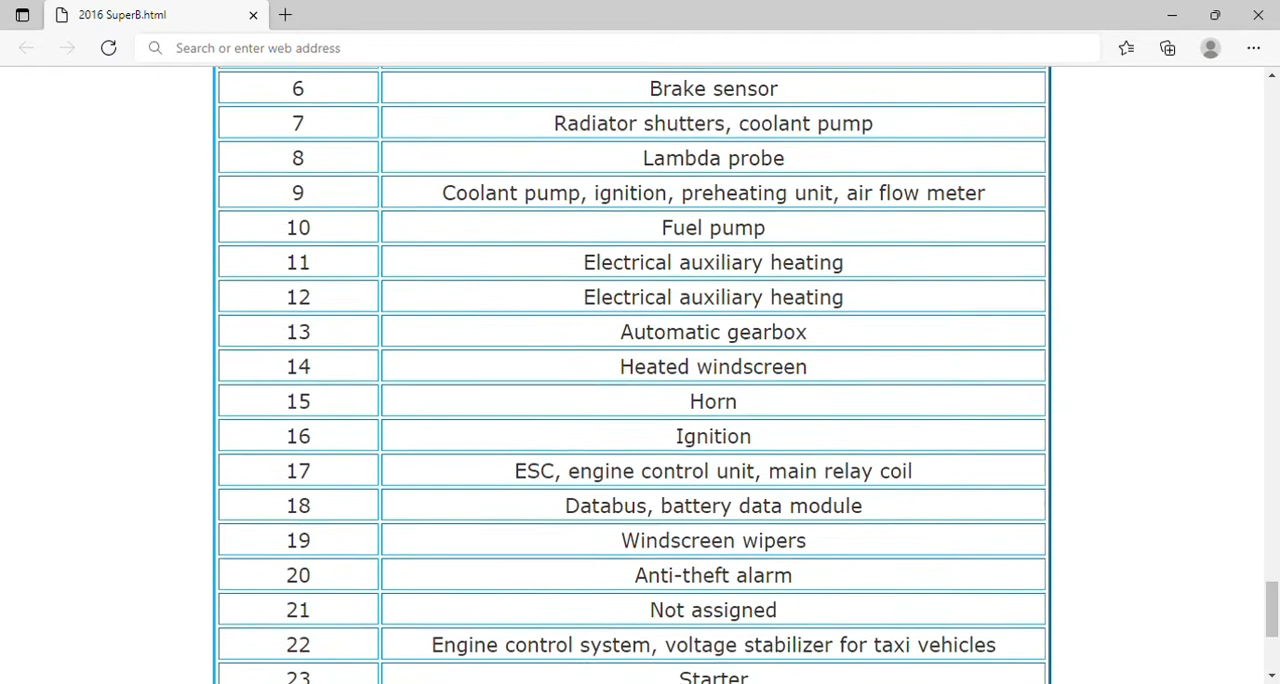 2016 SuperB.html
Search or enter web address
6 Brake sensor
7 Radiator shutters, coolant pump
8 Lambda probe
9 Coolant pump, ignition, preheating unit, air flow meter
10 Fuel pump
11 Electrical auxiliary heating
12 Electrical auxiliary heating
13 Automatic gearbox
14 Heated windscreen
15 Horn
16 Ignition
17 ESC, engine control unit, main relay coil
18 Databus, battery data module
19 Windscreen wipers
20 Anti-theft alarm
21 Not assigned
22 Engine control system, voltage stabilizer for taxi vehicles
23 Starter